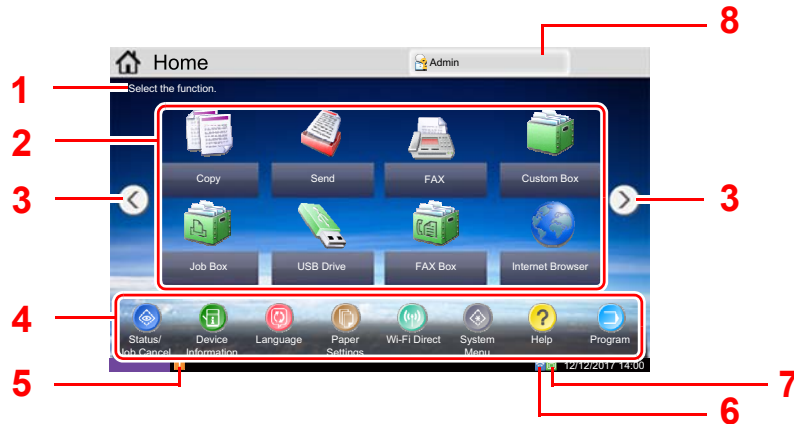 8
Home
Admin
1
Select the function.
2
Copy
Send
FAX
Custom Box
3
3
Job Box
USB Drive
FAX Box
Internet Browser
4
Status/
Job Cancel
Device
Information
Language
Paper
Settings
Wi-Fi Direct
System
Menu
?
Help
Program
5
12/12/2017 14:00
7
6